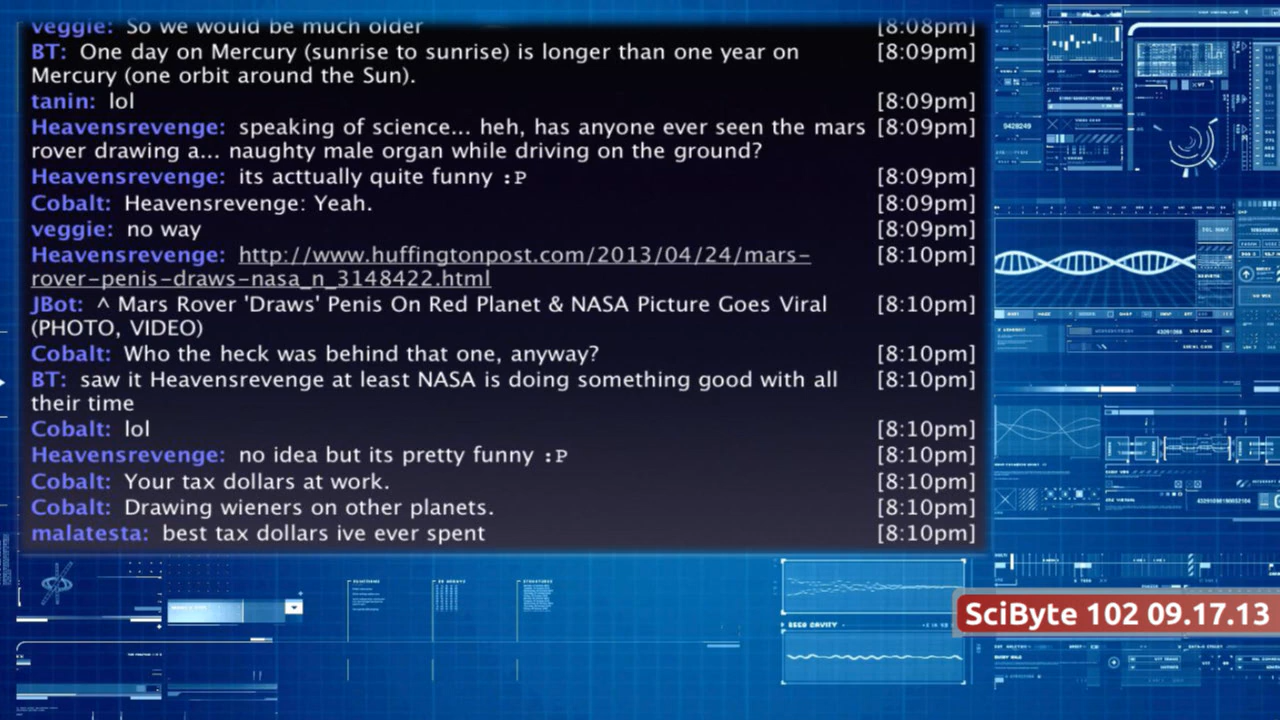 veggie: So we would be much older [8:08pm]
BT: One day on Mercury (sunrise to sunrise) is longer than one year on [8:09pm]
Mercury (one orbit around the Sun).
tanin: lol [8:09pm]
Heavensrevenge: speaking of science... heh, has anyone ever seen the mars [8:09pm]
rover drawing a... naughty man organ while driving on the ground?
Heavensrevenge: its acttually quite funny :P [8:09pm]
Cobalt: Heavensrevenge: Yeah. [8:09pm]
veggie: no way [8:09pm]
Heavensrevenge: http://www.huffingtonpost.com/2013/04/24/mars- [8:10pm]
rover-penis-draws-nasa_n_3148422.html
JBot: ^ Mars Rover 'Draws' Penis On Red Planet & NASA Picture Goes Viral [8:10pm]
(PHOTO, VIDEO)
Cobalt: Who the heck was behind that one, anyway? [8:10pm]
BT: saw it Heavensrevenge at least NASA is doing something good with all [8:10pm]
their time
Cobalt: lol [8:10pm]
Heavensrevenge: no idea but its pretty funny :P [8:10pm]
Cobalt: Your tax dollars at work. [8:10pm]
Cobalt: Drawing wieners on other planets. [8:10pm]
malatesta: best tax dollars ive ever spent [8:10pm]
9428249
SciByte 102 09.17.13